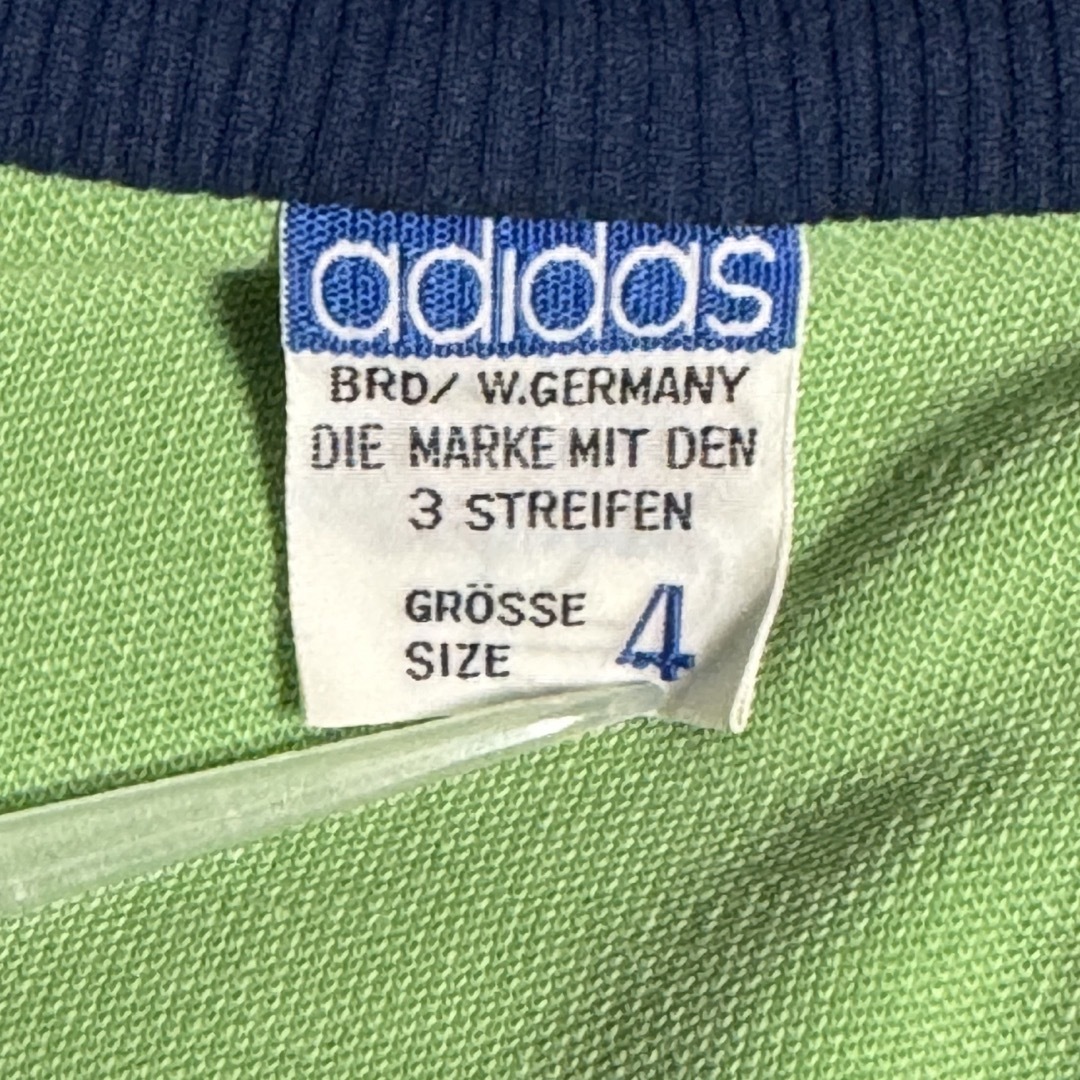 adidas
BRD/ W.GERMANY
DIE MARKE MIT DEN
3 STREIFEN
GRÖSSE 4
SIZE